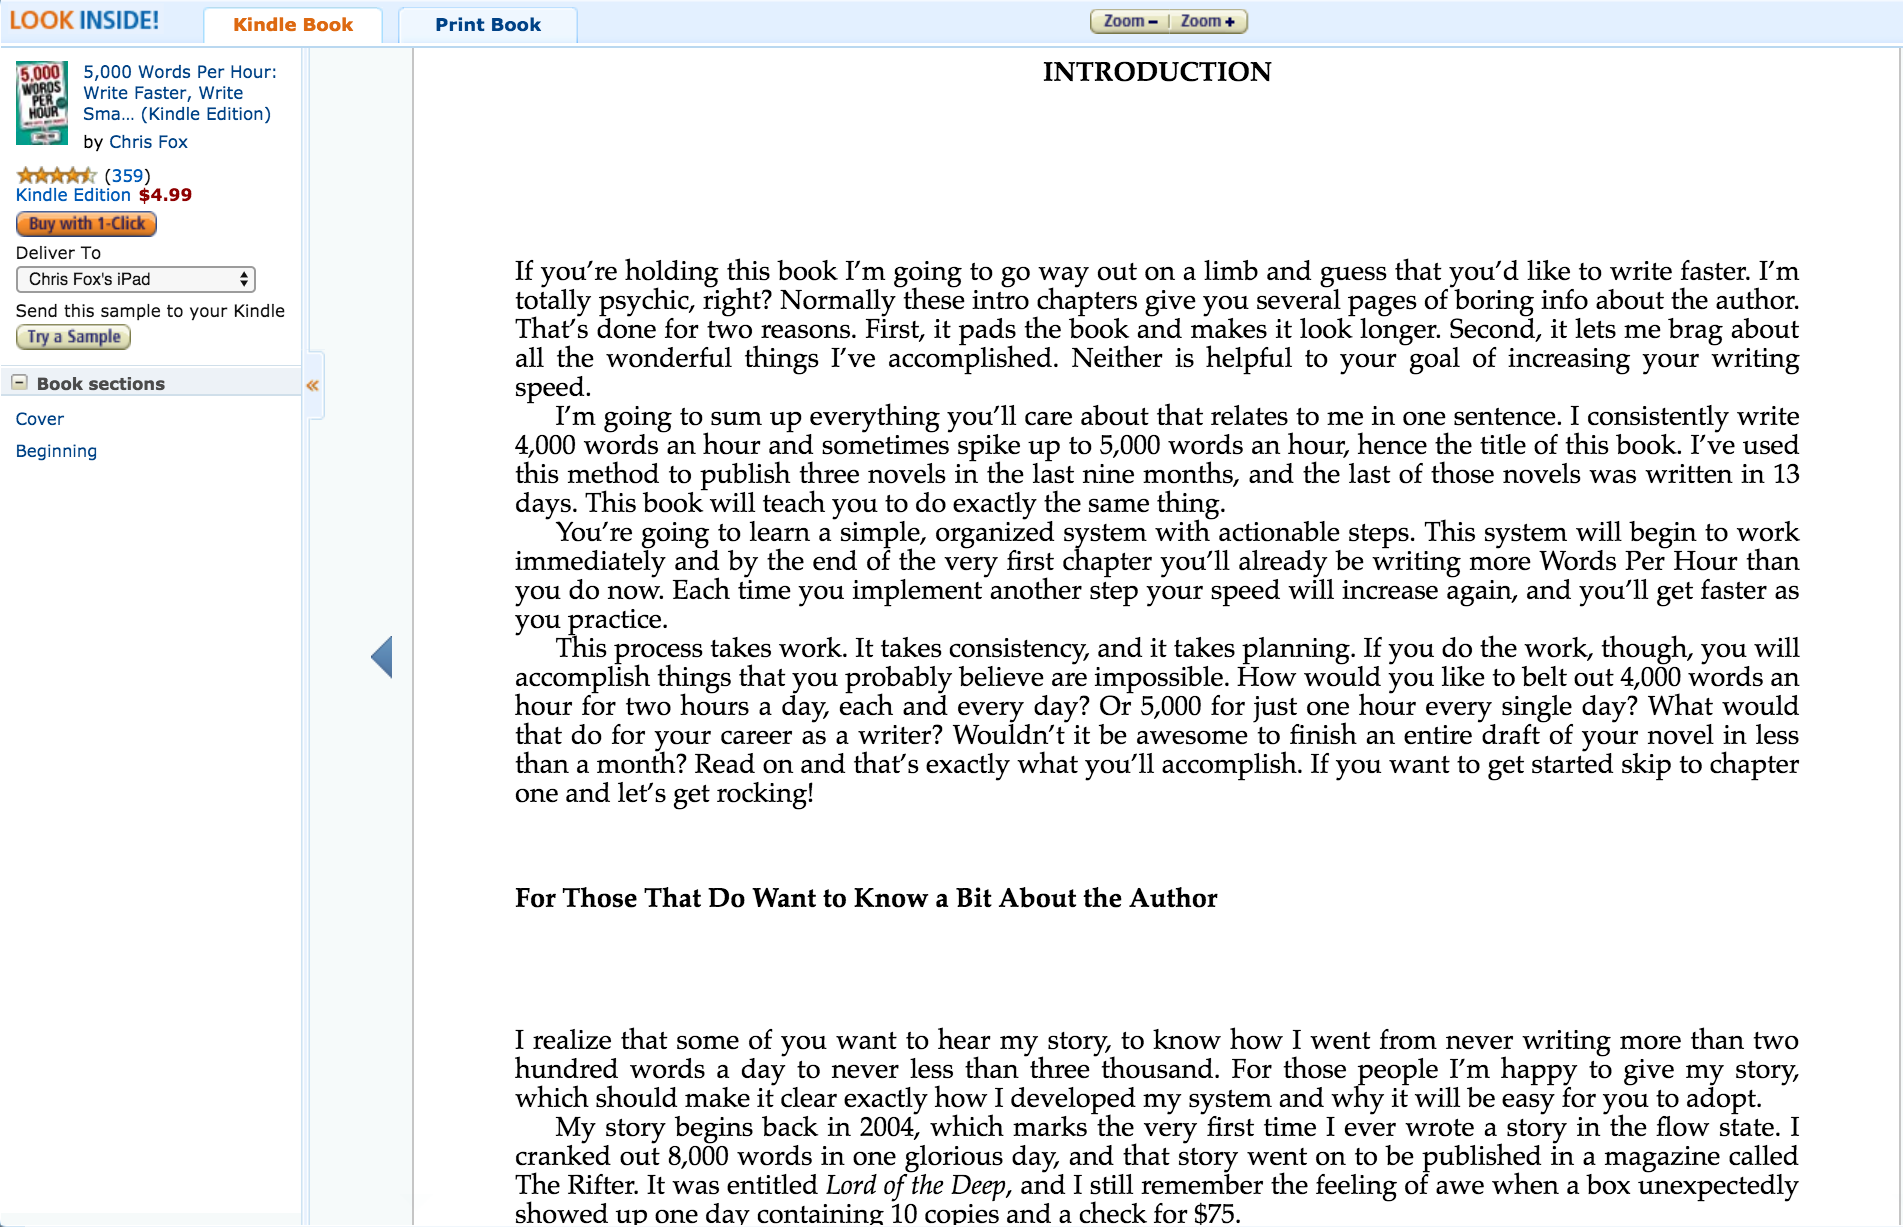 LOOK INSIDE!
Kindle Book
Print Book
Zoom –
Zoom +
5,000
WORDS
PER
HOUR
5,000 Words Per Hour:
Write Faster, Write
Sma... (Kindle Edition)
by Chris Fox
(359)
Kindle Edition $4.99
Buy with 1-Click
Deliver To
Chris Fox's iPad
Send this sample to your Kindle
Try a Sample
Book sections
«
Cover
Beginning
INTRODUCTION
If you’re holding this book I’m going to go way out on a limb and guess that you’d like to write faster. I’m
totally psychic, right? Normally these intro chapters give you several pages of boring info about the author.
That’s done for two reasons. First, it pads the book and makes it look longer. Second, it lets me brag about
all the wonderful things I’ve accomplished. Neither is helpful to your goal of increasing your writing
speed.
I’m going to sum up everything you’ll care about that relates to me in one sentence. I consistently write
4,000 words an hour and sometimes spike up to 5,000 words an hour, hence the title of this book. I’ve used
this method to publish three novels in the last nine months, and the last of those novels was written in 13
days. This book will teach you to do exactly the same thing.
You’re going to learn a simple, organized system with actionable steps. This system will begin to work
immediately and by the end of the very first chapter you’ll already be writing more Words Per Hour than
you do now. Each time you implement another step your speed will increase again, and you’ll get faster as
you practice.
This process takes work. It takes consistency, and it takes planning. If you do the work, though, you will
accomplish things that you probably believe are impossible. How would you like to belt out 4,000 words an
hour for two hours a day, each and every day? Or 5,000 for just one hour every single day? What would
that do for your career as a writer? Wouldn’t it be awesome to finish an entire draft of your novel in less
than a month? Read on and that’s exactly what you’ll accomplish. If you want to get started skip to chapter
one and let’s get rocking!
For Those That Do Want to Know a Bit About the Author
I realize that some of you want to hear my story, to know how I went from never writing more than two
hundred words a day to never less than three thousand. For those people I’m happy to give my story,
which should make it clear exactly how I developed my system and why it will be easy for you to adopt.
My story begins back in 2004, which marks the very first time I ever wrote a story in the flow state. I
cranked out 8,000 words in one glorious day, and that story went on to be published in a magazine called
The Rifter. It was entitled Lord of the Deep, and I still remember the feeling of awe when a box unexpectedly
showed up one day containing 10 copies and a check for $75.